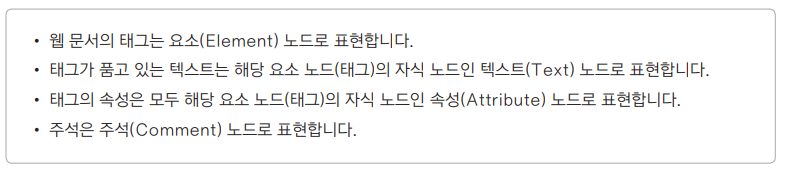 • 웹 문서의 태그는 요소(Element) 노드로 표현합니다.
• 태그가 품고 있는 텍스트는 해당 요소 노드(태그)의 자식 노드인 텍스트(Text) 노드로 표현합니다.
• 태그의 속성은 모두 해당 요소 노드(태그)의 자식 노드인 속성(Attribute) 노드로 표현합니다.
• 주석은 주석(Comment) 노드로 표현합니다.